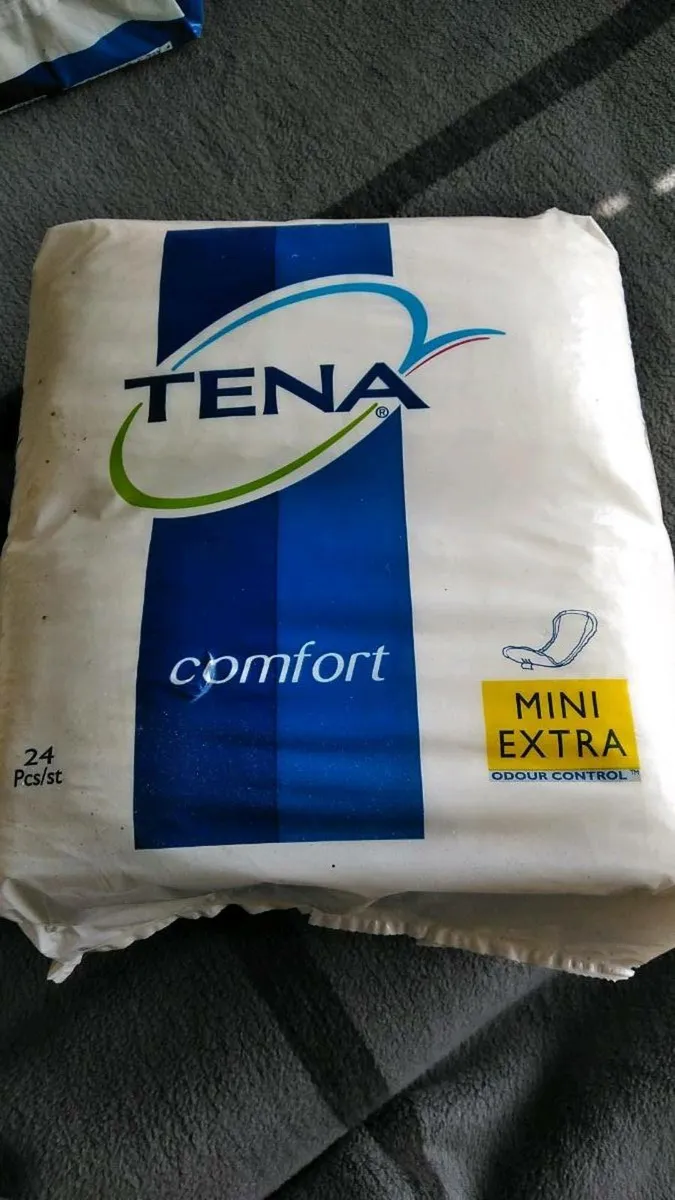 TENA®
comfort
MINI
EXTRA
ODOUR CONTROL™
24
Pcs/st